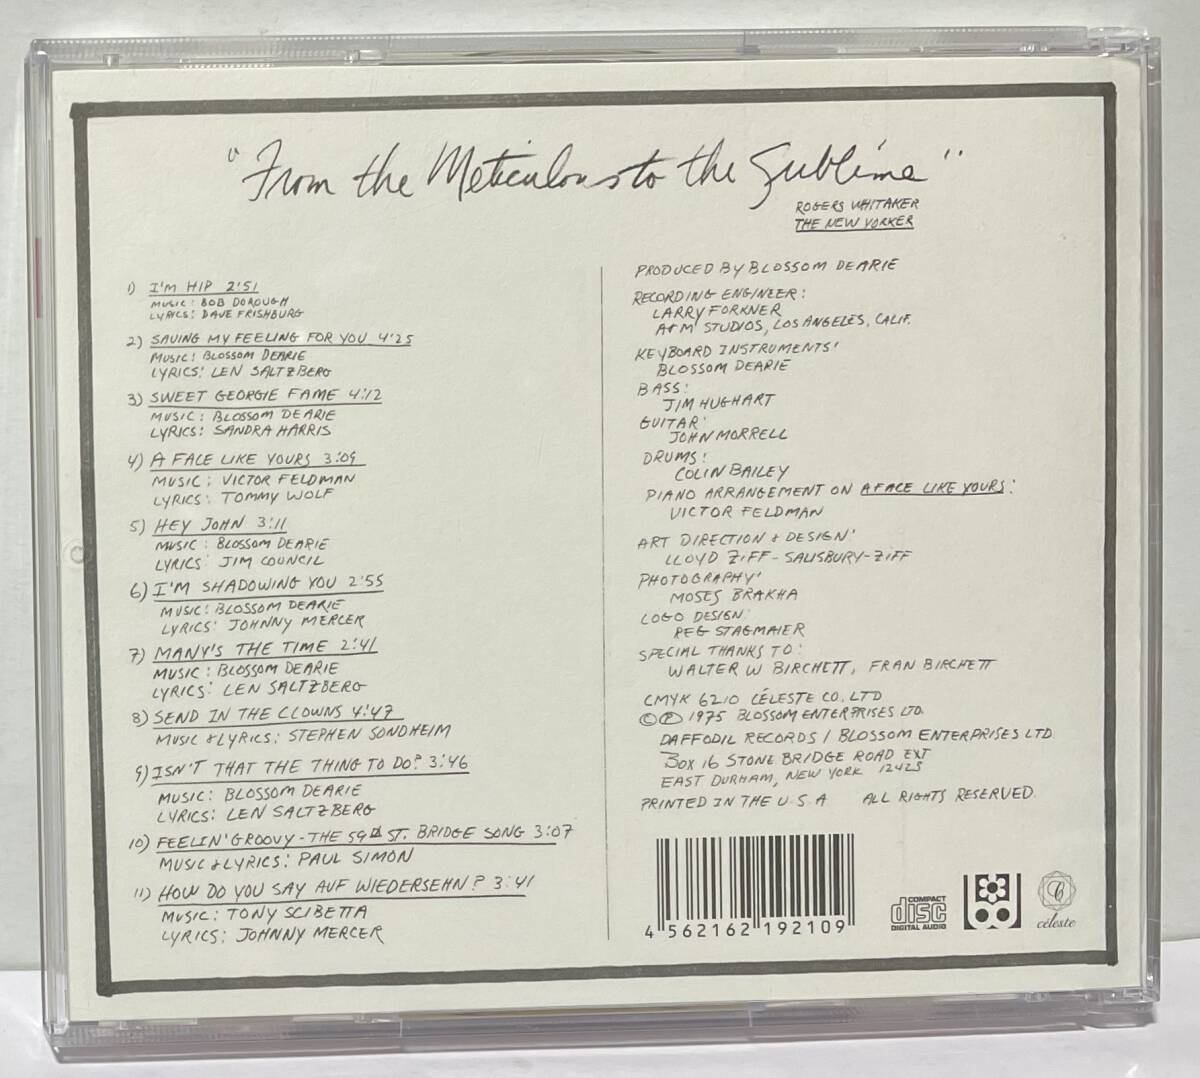 "From the Meticulous to the Sublime"
ROGERS WHITAKER
THE NEW YORKER
1) I'M HIP 2:51
MUSIC: BOB DOROUGH
LYRICS: DAVE FRISHBURG
2) SAVING MY FEELING FOR YOU 4:25
MUSIC: BLOSSOM DEARIE
LYRICS: LEN SALTZBERG
3) SWEET GEORGIE FAME 4:12
MUSIC: BLOSSOM DEARIE
LYRICS: SANDRA HARRIS
4) A FACE LIKE YOURS 3:09
MUSIC: VICTOR FELDMAN
LYRICS: TOMMY WOLF
5) HEY JOHN 3:11
MUSIC: BLOSSOM DEARIE
LYRICS: JIM COUNCIL
6) I'M SHADOWING YOU 2:55
MUSIC: BLOSSOM DEARIE
LYRICS: JOHNNY MERCER
7) MANY'S THE TIME 2:41
MUSIC: BLOSSOM DEARIE
LYRICS: LEN SALTZBERG
8) SEND IN THE CLOWNS 4:47
MUSIC & LYRICS: STEPHEN SONDHEIM
9) ISN'T THAT THE THING TO DO? 3:46
MUSIC: BLOSSOM DEARIE
LYRICS: LEN SALTZBERG
10) FEELIN' GROOVY - THE 59th ST. BRIDGE SONG 3:07
MUSIC & LYRICS: PAUL SIMON
11) HOW DO YOU SAY AUF WIEDERSEHN? 3:41
MUSIC: TONY SCIBETTA
LYRICS: JOHNNY MERCER
PRODUCED BY BLOSSOM DEARIE
RECORDING ENGINEER:
LARRY FORKNER
A+M STUDIOS, LOS ANGELES, CALIF.
KEYBOARD INSTRUMENTS:
BLOSSOM DEARIE
BASS:
JIM HUGHART
GUITAR:
JOHN MORRELL
DRUMS:
COLIN BAILEY
PIANO ARRANGEMENT ON A FACE LIKE YOURS:
VICTOR FELDMAN
ART DIRECTION & DESIGN:
LLOYD ZIFF - SALISBURY-ZIFF
PHOTOGRAPHY:
MOSES BRAKHA
LOGO DESIGN:
REG STAGMAIER
SPECIAL THANKS TO:
WALTER W BIRCHETT, FRAN BIRCHETT
CMYK 6210 CÉLESTE CO. LTD
© ℗ 1975 BLOSSOM ENTERPRISES LTD.
DAFFODIL RECORDS / BLOSSOM ENTERPRISES LTD
BOX 16 STONE BRIDGE ROAD EXT
EAST DURHAM, NEW YORK 12423
PRINTED IN THE U.S.A ALL RIGHTS RESERVED.
4 562162 192109
COMPACT
disc
DIGITAL AUDIO
céleste